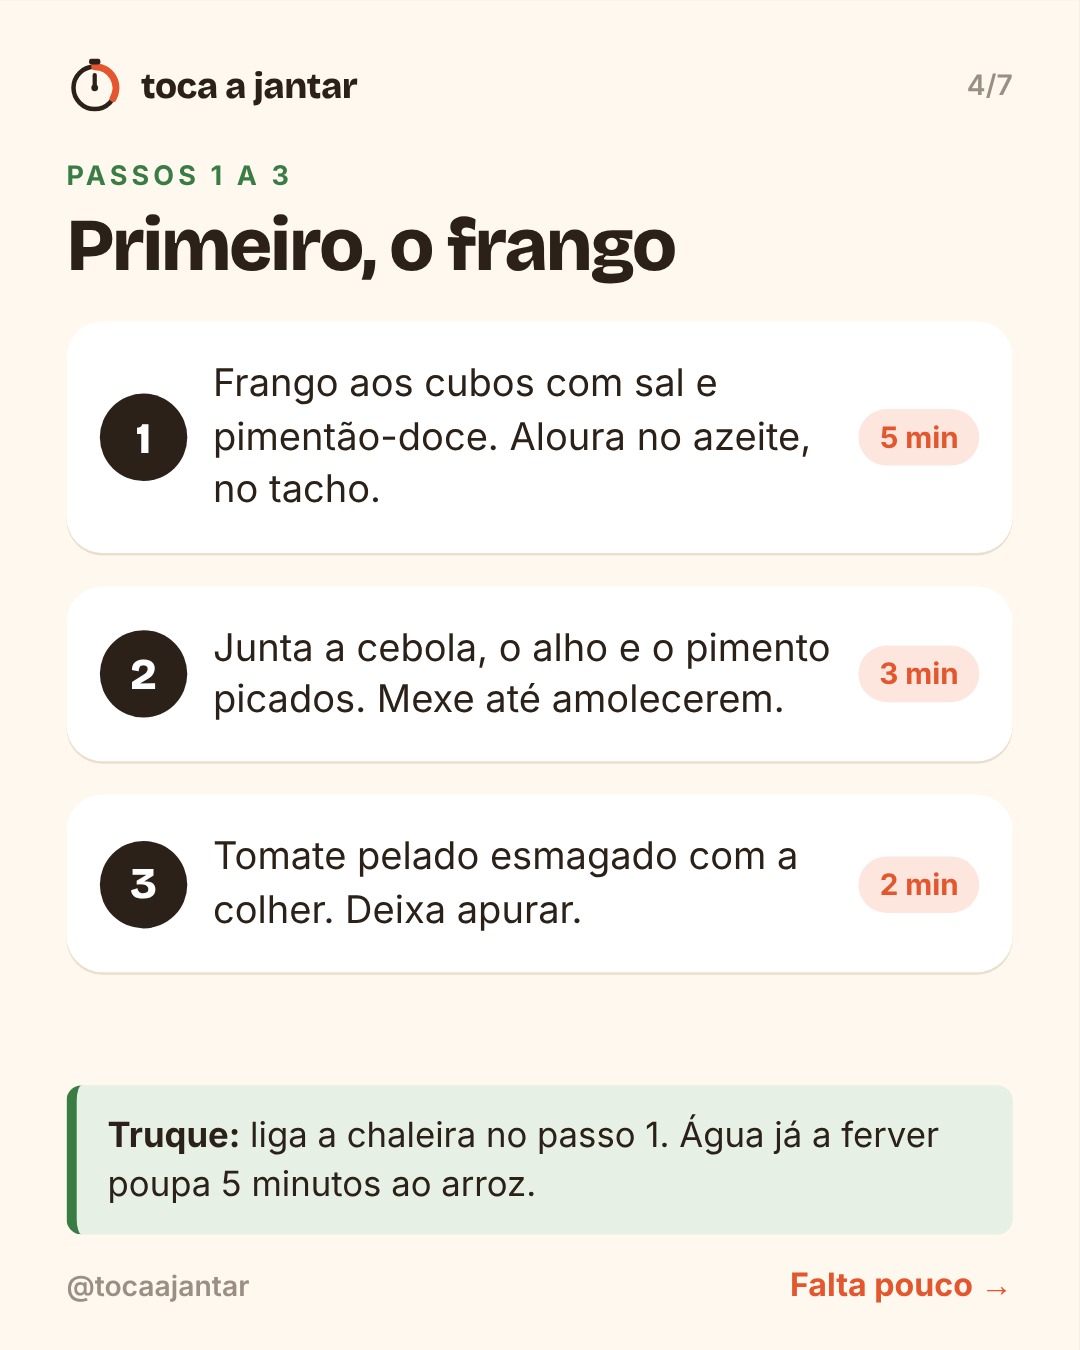 toca a jantar
4/7
PASSOS 1 A 3
Primeiro, o frango
1
Frango aos cubos com sal e
pimentão-doce. Aloura no azeite,
no tacho.
5 min
2
Junta a cebola, o alho e o pimento
picados. Mexe até amolecerem.
3 min
3
Tomate pelado esmagado com a
colher. Deixa apurar.
2 min
Truque: liga a chaleira no passo 1. Água já a ferver
poupa 5 minutos ao arroz.
@tocaajantar
Falta pouco →